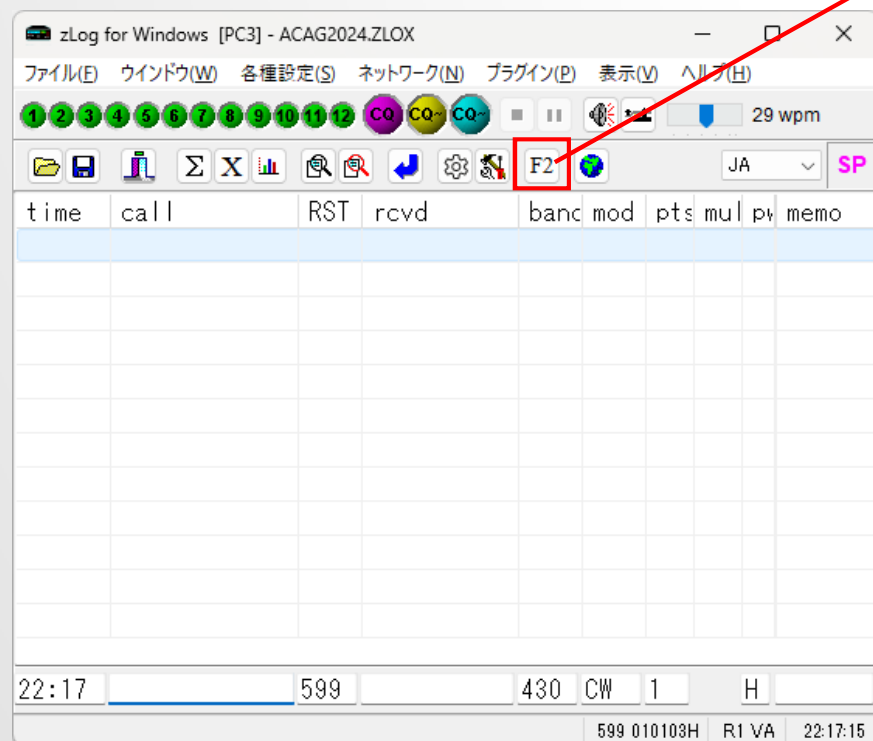 zLog for Windows [PC3] - ACAG2024.ZLOX
ファイル(F) ウインドウ(W) 各種設定(S) ネットワーク(N) プラグイン(P) 表示(V) ヘルプ(H)
1 2 3 4 5 6 7 8 9 10 11 12 CQ CQ~ CQ~ 29 wpm
Σ X F2 JA SP
time call RST rcvd band mod pts mul pw memo
22:17 599 430 CW 1 H
599 010103H R1 VA 22:17:15